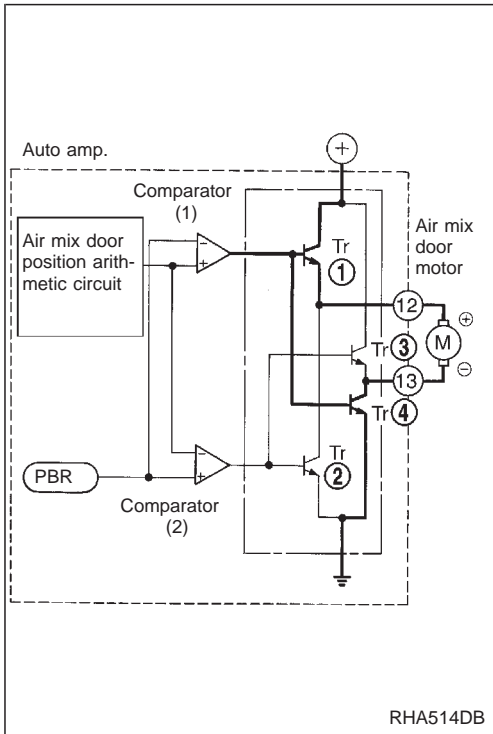 Auto amp.
+
Comparator
(1)
Air mix door
position arith-
metic circuit
−
+
Tr
1
Air mix
door
motor
12
+
M
Tr 3
−
13
Tr 4
PBR
−
+
Comparator
(2)
Tr
2
RHA514DB